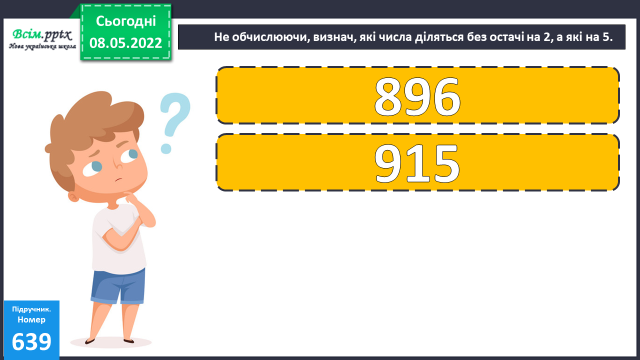 Всім.pptx
Нова українська школа
Сьогодні
08.05.2022
Не обчислюючи, визнач, які числа діляться без остачі на 2, а які на 5.
896
?
915
Підручник.
Номер
639